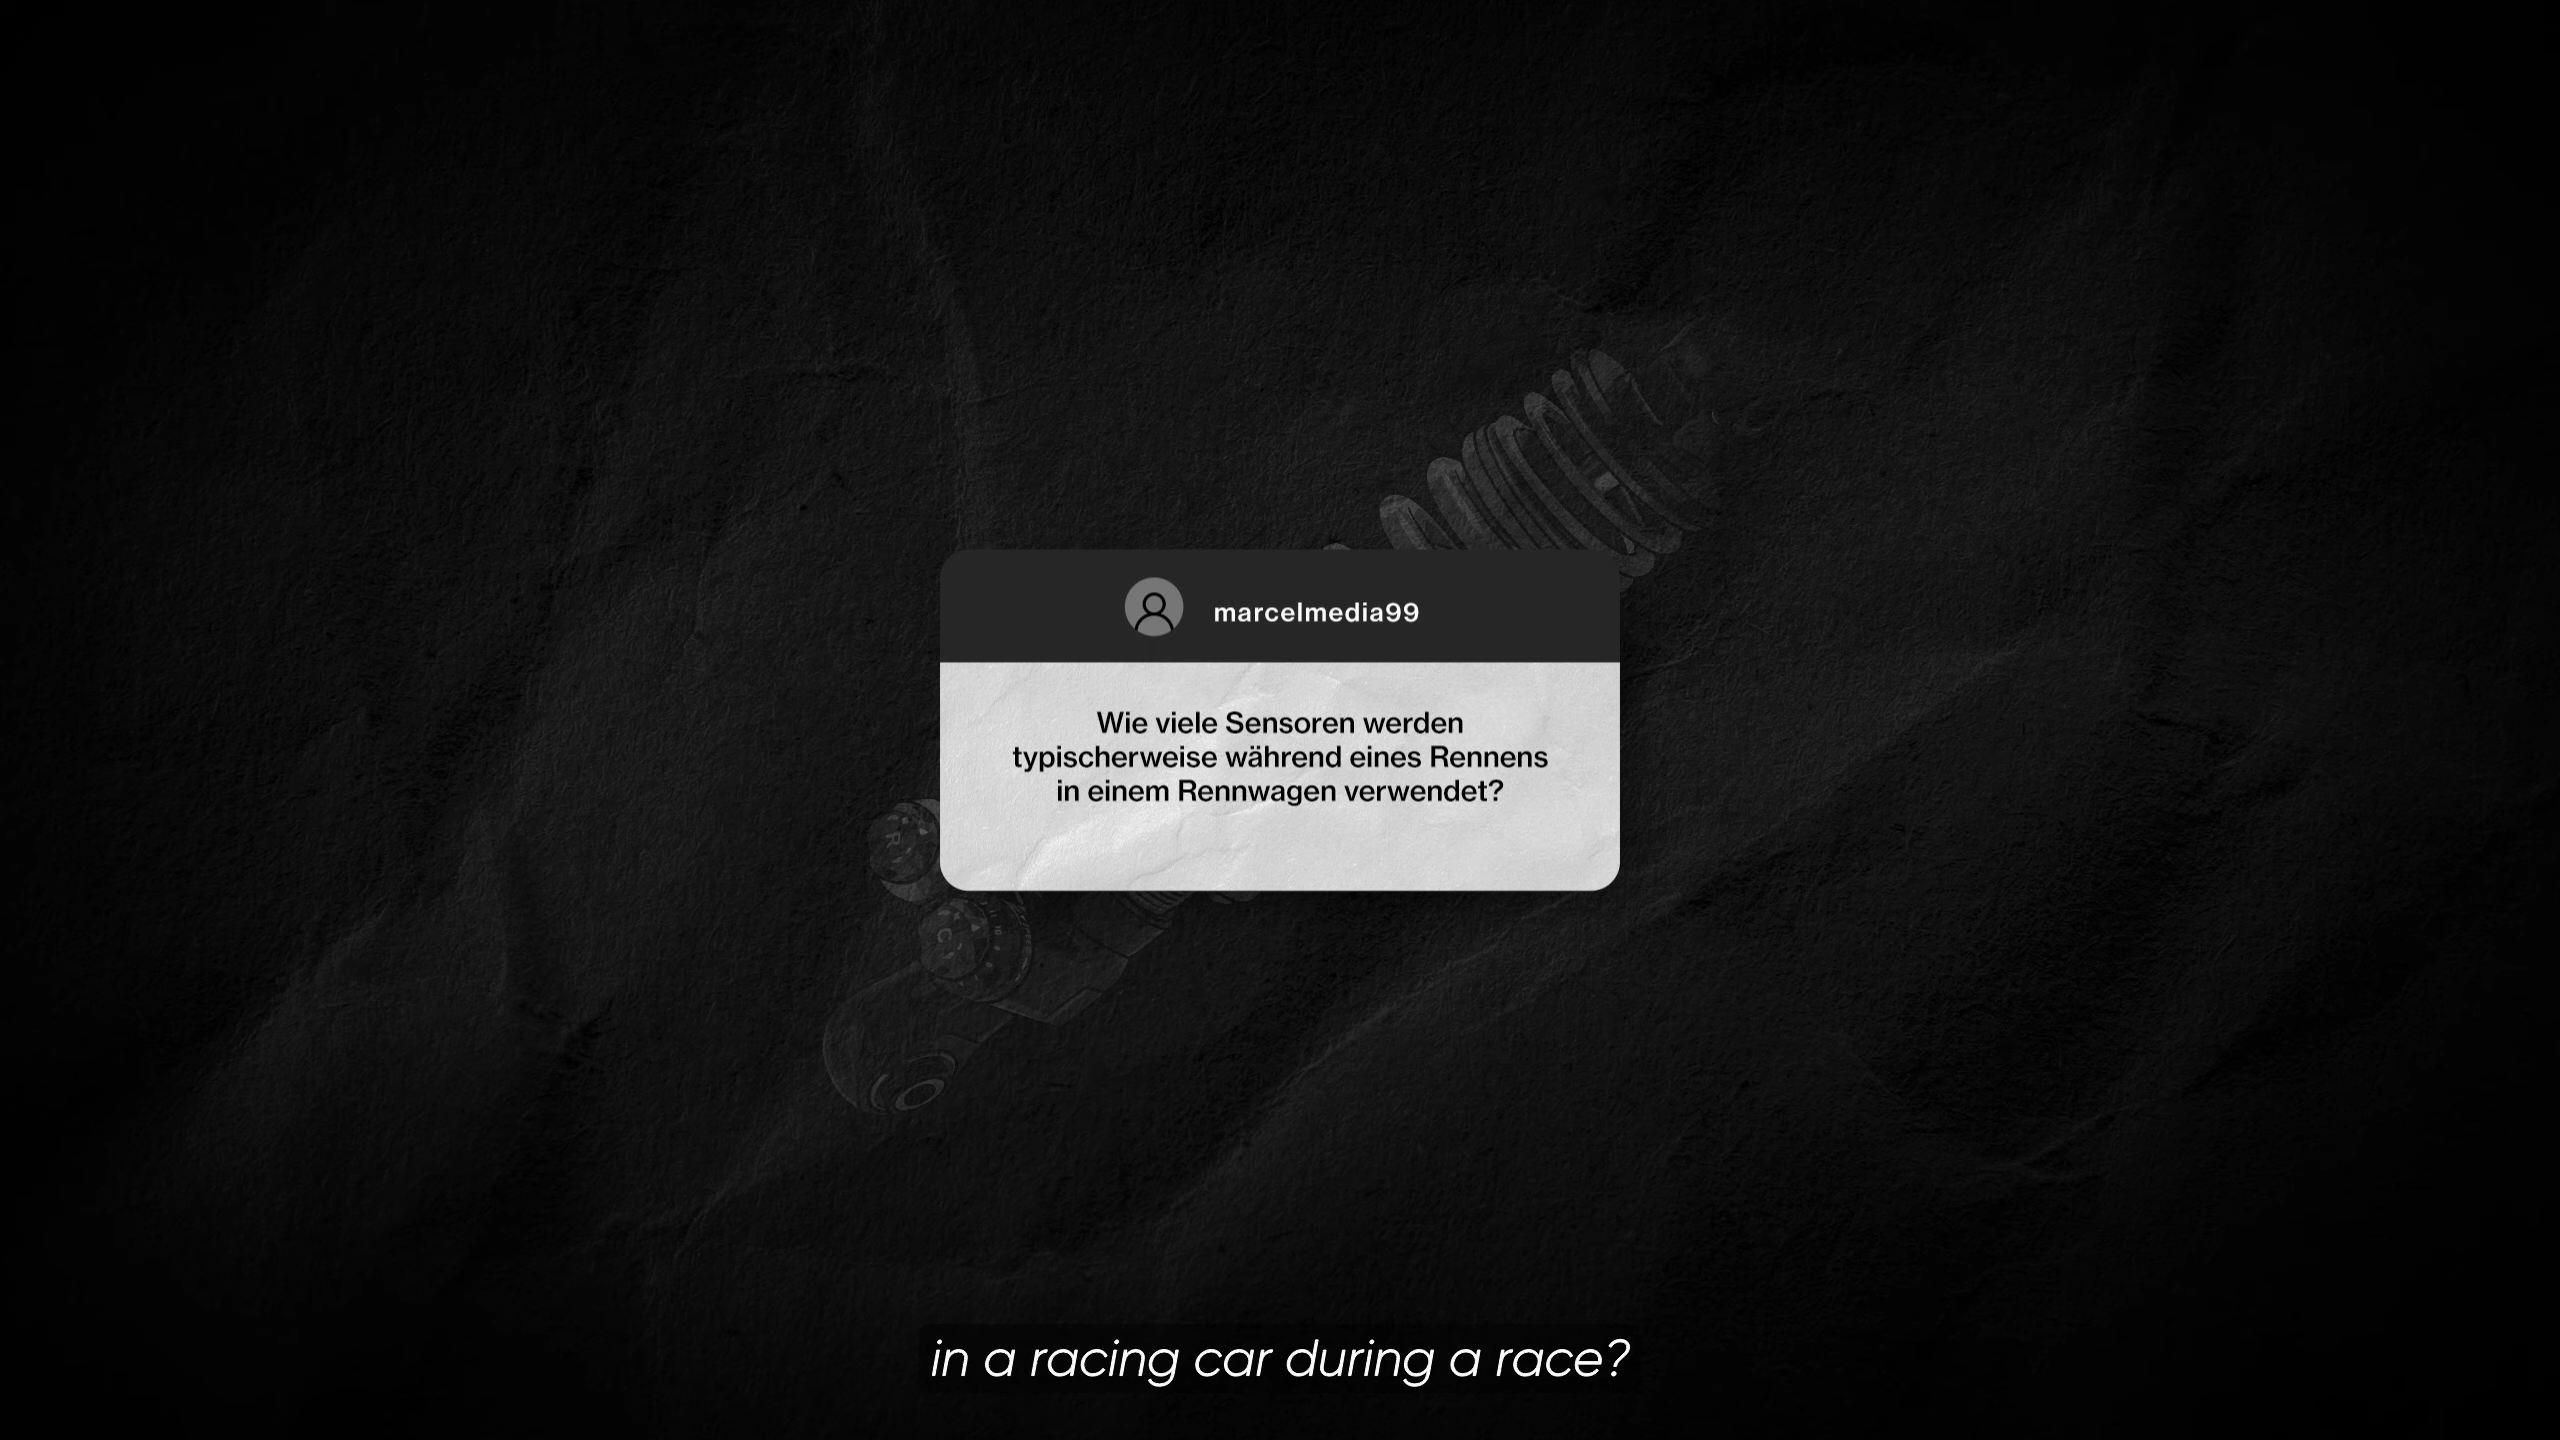 marcelmedia99
Wie viele Sensoren werden
typischerweise während eines Rennens
in einem Rennwagen verwendet?
in a racing car during a race?